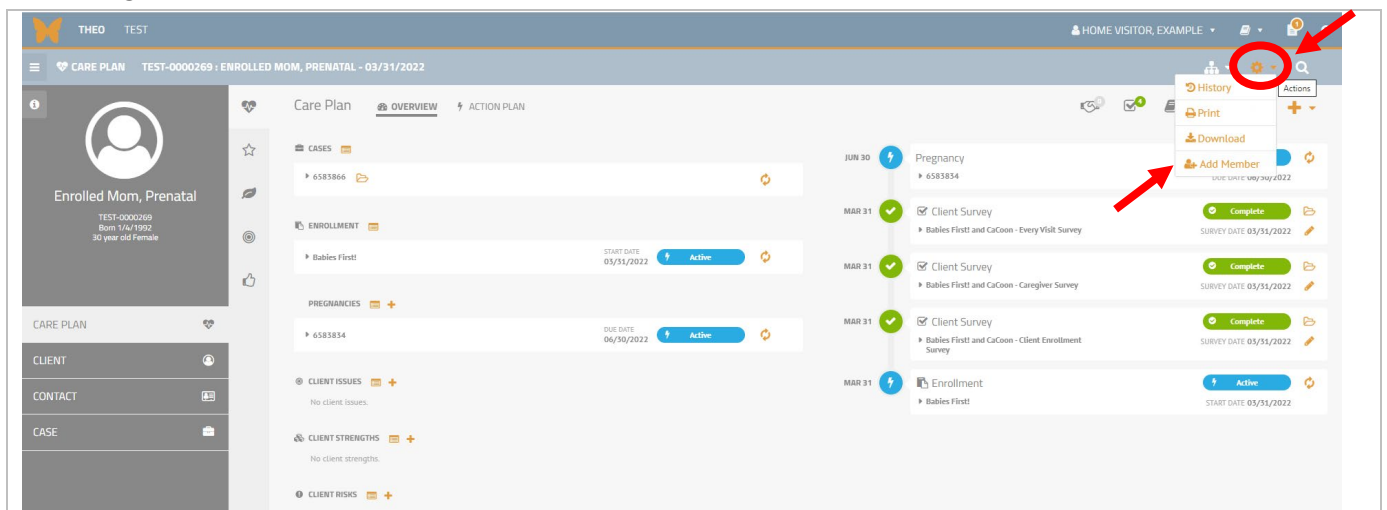 THEO TEST
HOME VISITOR, EXAMPLE
1
CARE PLAN TEST-0000269 : ENROLLED MOM, PRENATAL - 03/31/2022
History
Actions
Print
Download
Add Member
Enrolled Mom, Prenatal
TEST-0000269
Born 1/4/1992
30 year old Female
CARE PLAN
CLIENT
CONTACT
CASE
Care Plan OVERVIEW ACTION PLAN
0
4
CASES
6583866
ENROLLMENT
Babies First!
START DATE
03/31/2022
Active
PREGNANCIES
6583834
DUE DATE
06/30/2022
Active
CLIENT ISSUES
No client issues.
CLIENT STRENGTHS
No client strengths.
CLIENT RISKS
JUN 30
Pregnancy
6583834
DUE DATE 06/30/2022
MAR 31
Client Survey
Complete
Babies First! and CaCoon - Every Visit Survey
SURVEY DATE 03/31/2022
MAR 31
Client Survey
Complete
Babies First! and CaCoon - Caregiver Survey
SURVEY DATE 03/31/2022
MAR 31
Client Survey
Complete
Babies First! and CaCoon - Client Enrollment
Survey
SURVEY DATE 03/31/2022
MAR 31
Enrollment
Active
Babies First!
START DATE 03/31/2022